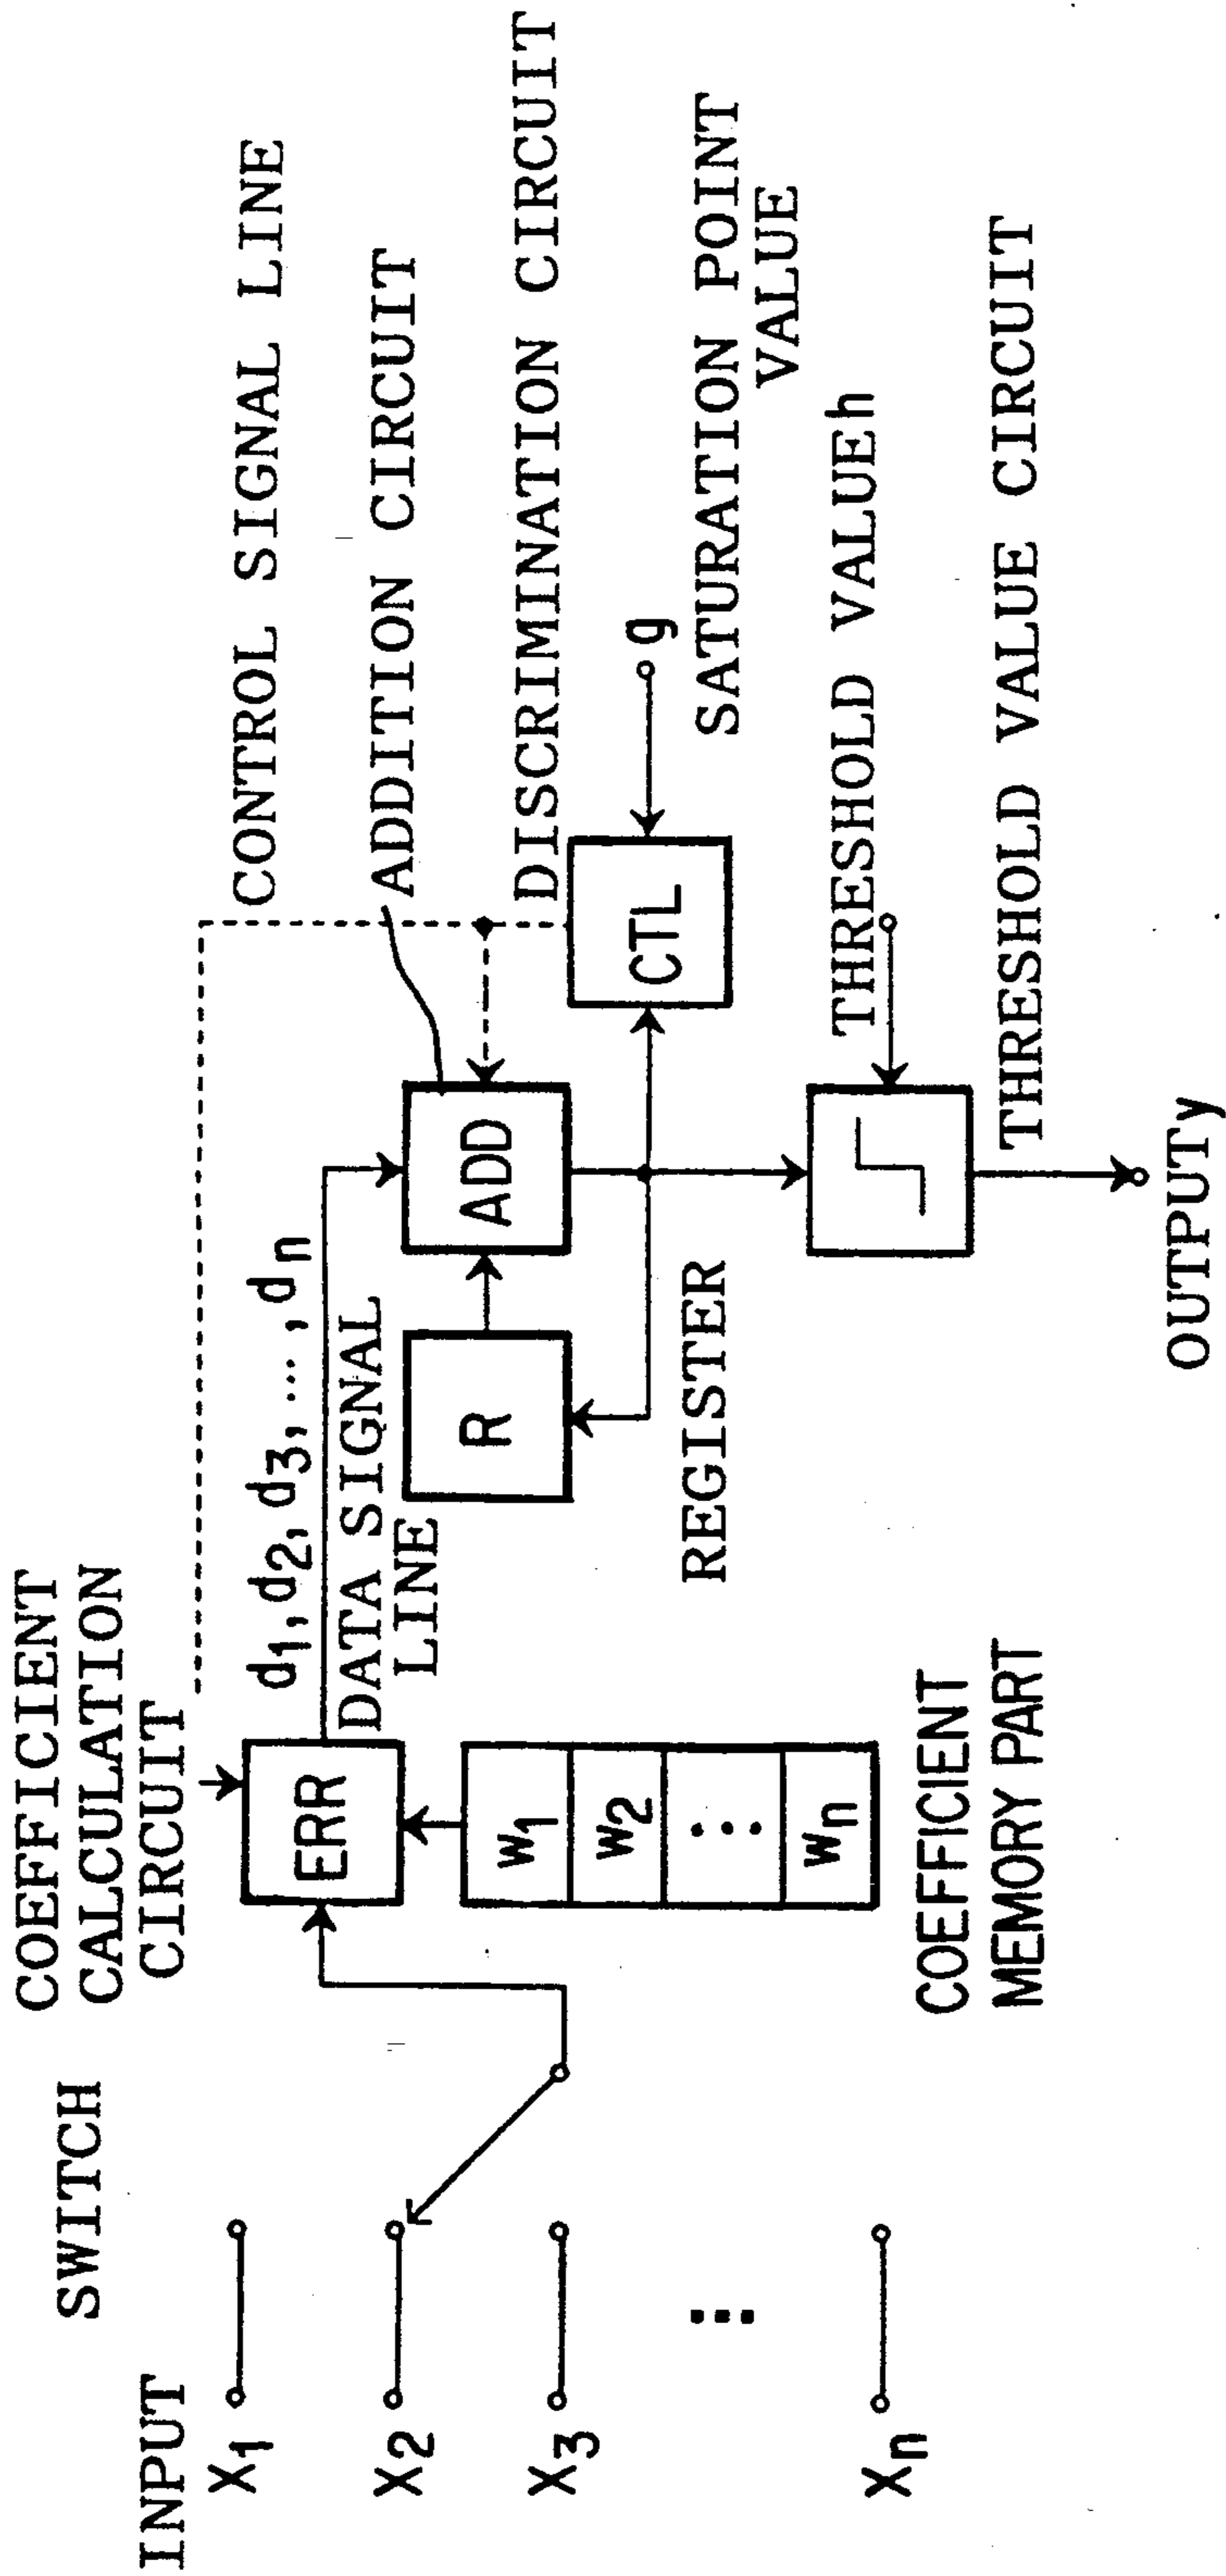 INPUT
X1
X2
X3
⋮
Xn
SWITCH
COEFFICIENT
CALCULATION
CIRCUIT
ERR
W1
W2
⋮
Wn
COEFFICIENT
MEMORY PART
d1,d2,d3,...,dn
DATA SIGNAL
LINE
R
REGISTER
ADD
CONTROL SIGNAL LINE
ADDITION CIRCUIT
DISCRIMINATION CIRCUIT
CTL
g
SATURATION POINT
VALUE
THRESHOLD VALUEh
THRESHOLD VALUE CIRCUIT
OUTPUTy